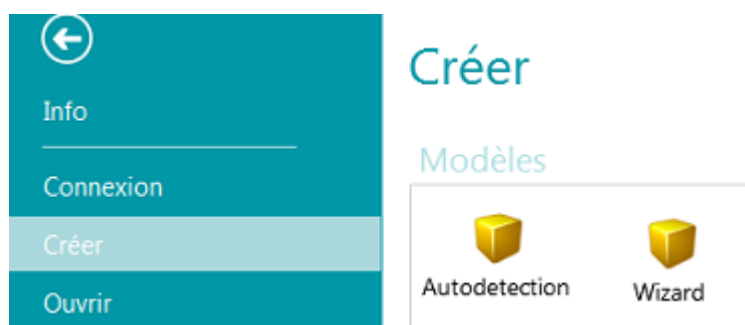 Info
Connexion
Créer
Ouvrir
Créer
Modèles
Autodetection
Wizard